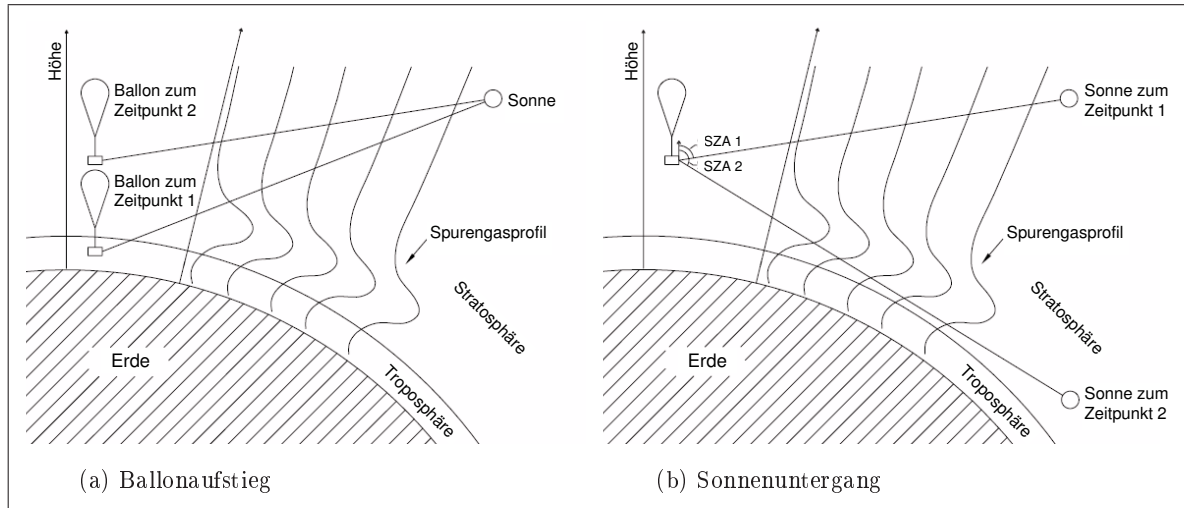 Höhe
Ballon zum
Zeitpunkt 2
Ballon zum
Zeitpunkt 1
Sonne
Spurengasprofil
Stratosphäre
Erde
Troposphäre
(a) Ballonaufstieg
Höhe
Sonne zum
Zeitpunkt 1
SZA 1
SZA 2
Spurengasprofil
Stratosphäre
Erde
Troposphäre
Sonne zum
Zeitpunkt 2
(b) Sonnenuntergang